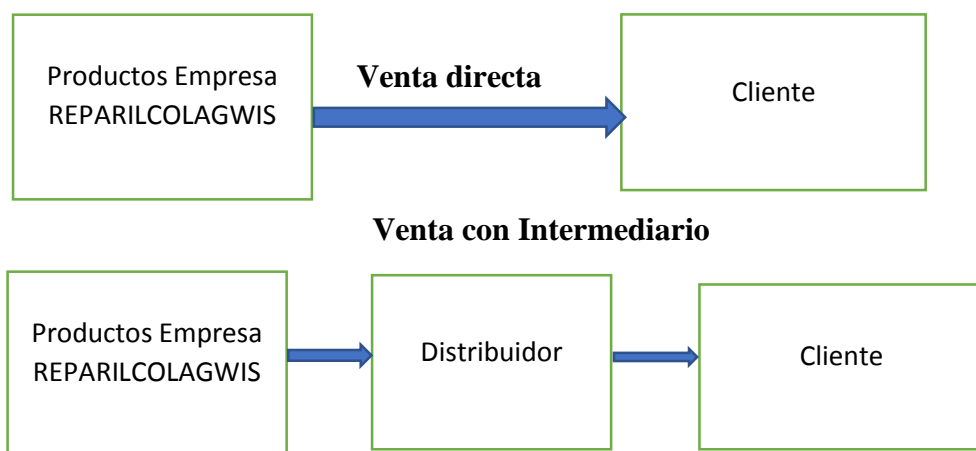 Productos Empresa
REPARILCOLAGWIS
Venta directa
Cliente
Venta con Intermediario
Productos Empresa
REPARILCOLAGWIS
Distribuidor
Cliente